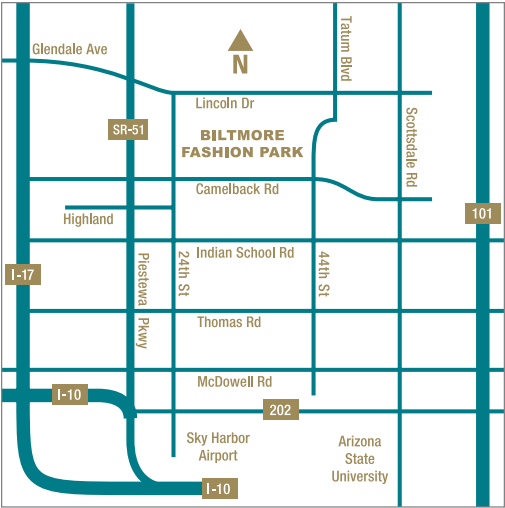 Glendale Ave
N
Tatum Blvd
Lincoln Dr
SR-51
BILTMORE
FASHION PARK
Scottsdale Rd
Camelback Rd
Highland
101
Indian School Rd
I-17
Piestewa Pkwy
24th St
44th St
Thomas Rd
McDowell Rd
I-10
202
Sky Harbor
Airport
Arizona
State
University
I-10